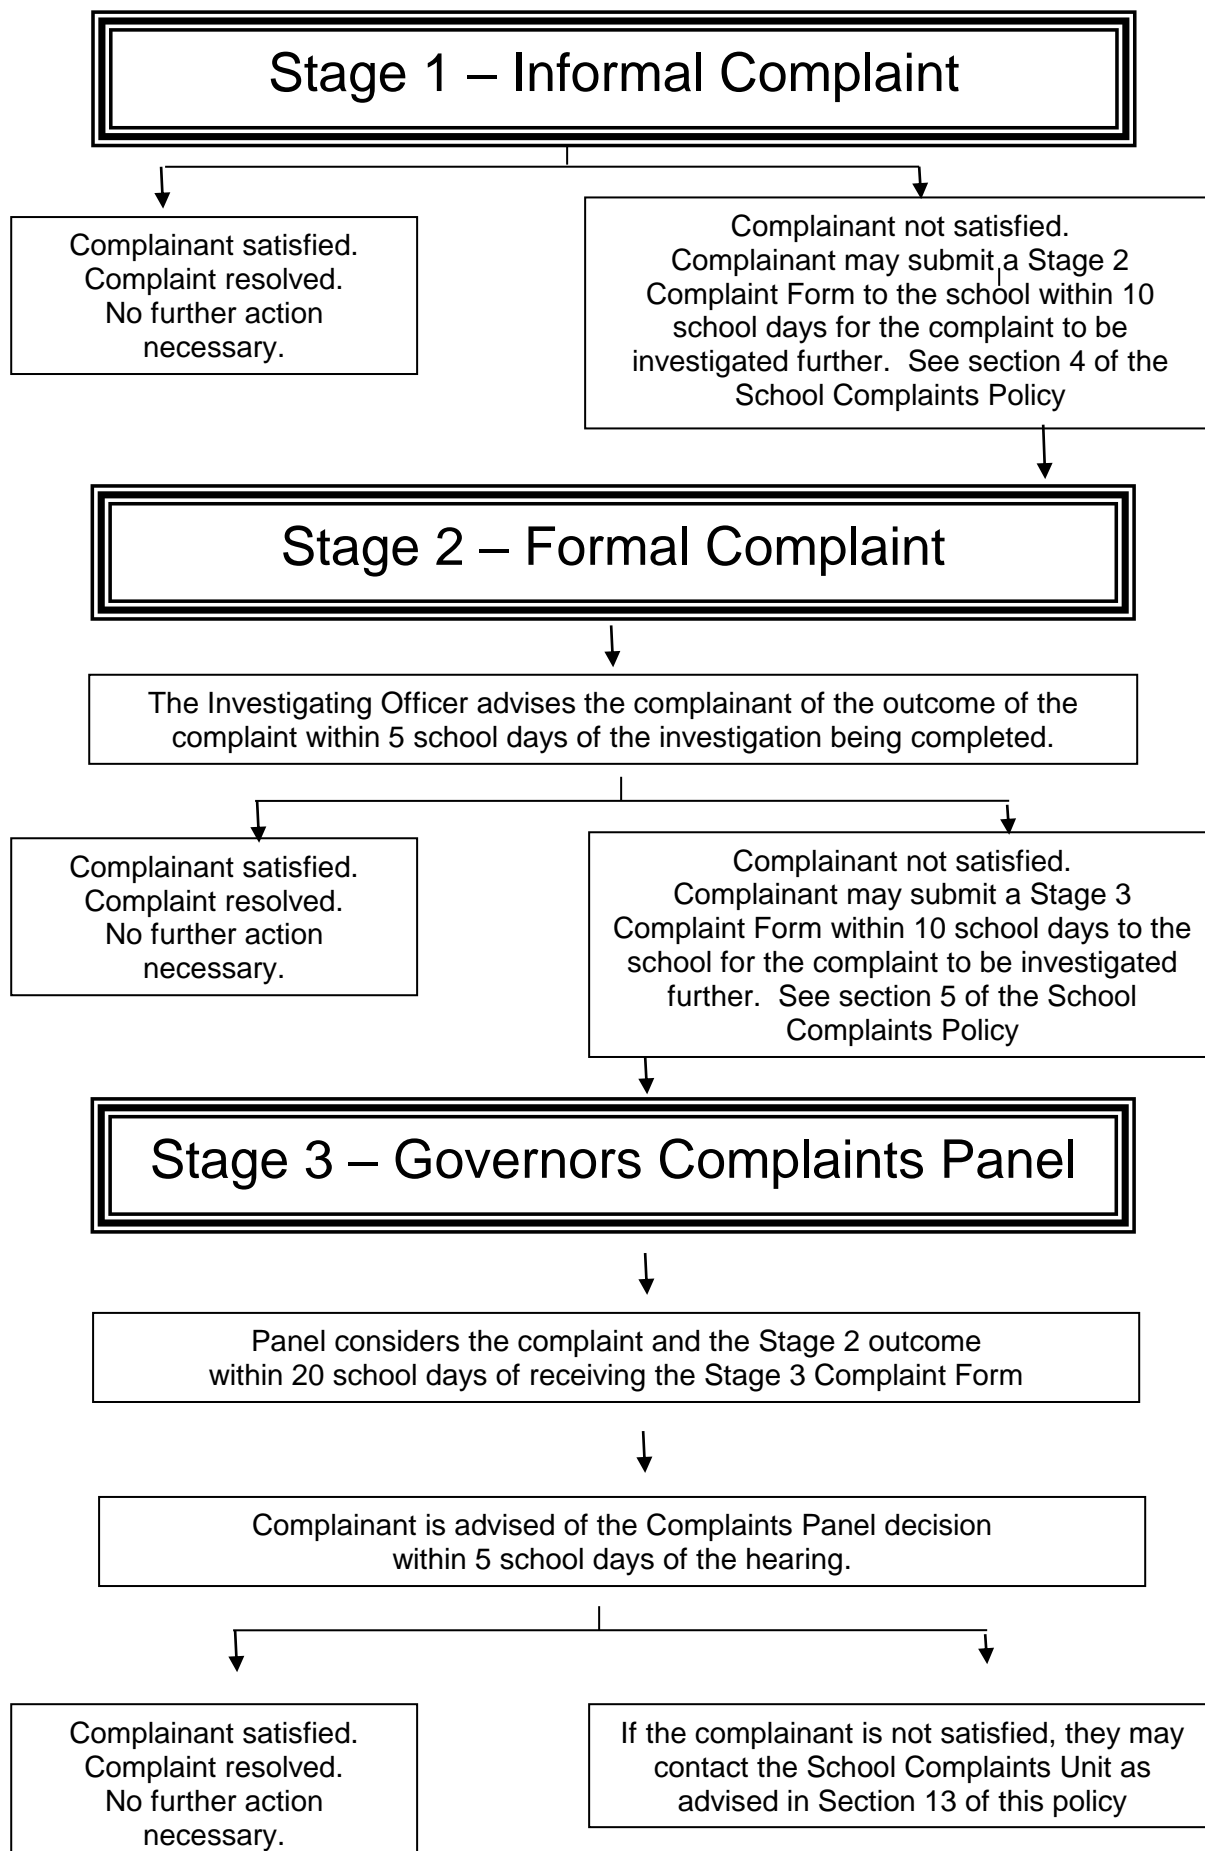 Stage 1 – Informal Complaint
Complainant satisfied.
Complaint resolved.
No further action
necessary.
Complainant not satisfied.
Complainant may submit a Stage 2
Complaint Form to the school within 10
school days for the complaint to be
investigated further.  See section 4 of the
School Complaints Policy
Stage 2 – Formal Complaint
The Investigating Officer advises the complainant of the outcome of the
complaint within 5 school days of the investigation being completed.
Complainant satisfied.
Complaint resolved.
No further action
necessary.
Complainant not satisfied.
Complainant may submit a Stage 3
Complaint Form within 10 school days to the
school for the complaint to be investigated
further.  See section 5 of the School
Complaints Policy
Stage 3 – Governors Complaints Panel
Panel considers the complaint and the Stage 2 outcome
within 20 school days of receiving the Stage 3 Complaint Form
Complainant is advised of the Complaints Panel decision
within 5 school days of the hearing.
Complainant satisfied.
Complaint resolved.
No further action
necessary.
If the complainant is not satisfied, they may
contact the School Complaints Unit as
advised in Section 13 of this policy